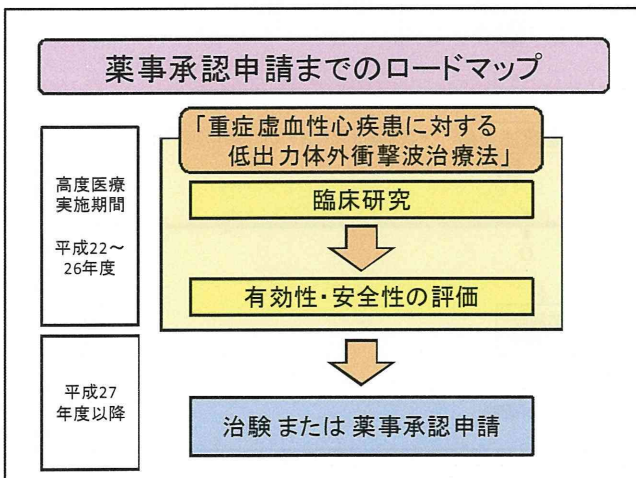 薬事承認申請までのロードマップ
「重症虚血性心疾患に対する
低出力体外衝撃波治療法」
高度医療
実施期間
平成22～
26年度
臨床研究
有効性・安全性の評価
平成27
年度以降
治験 または 薬事承認申請